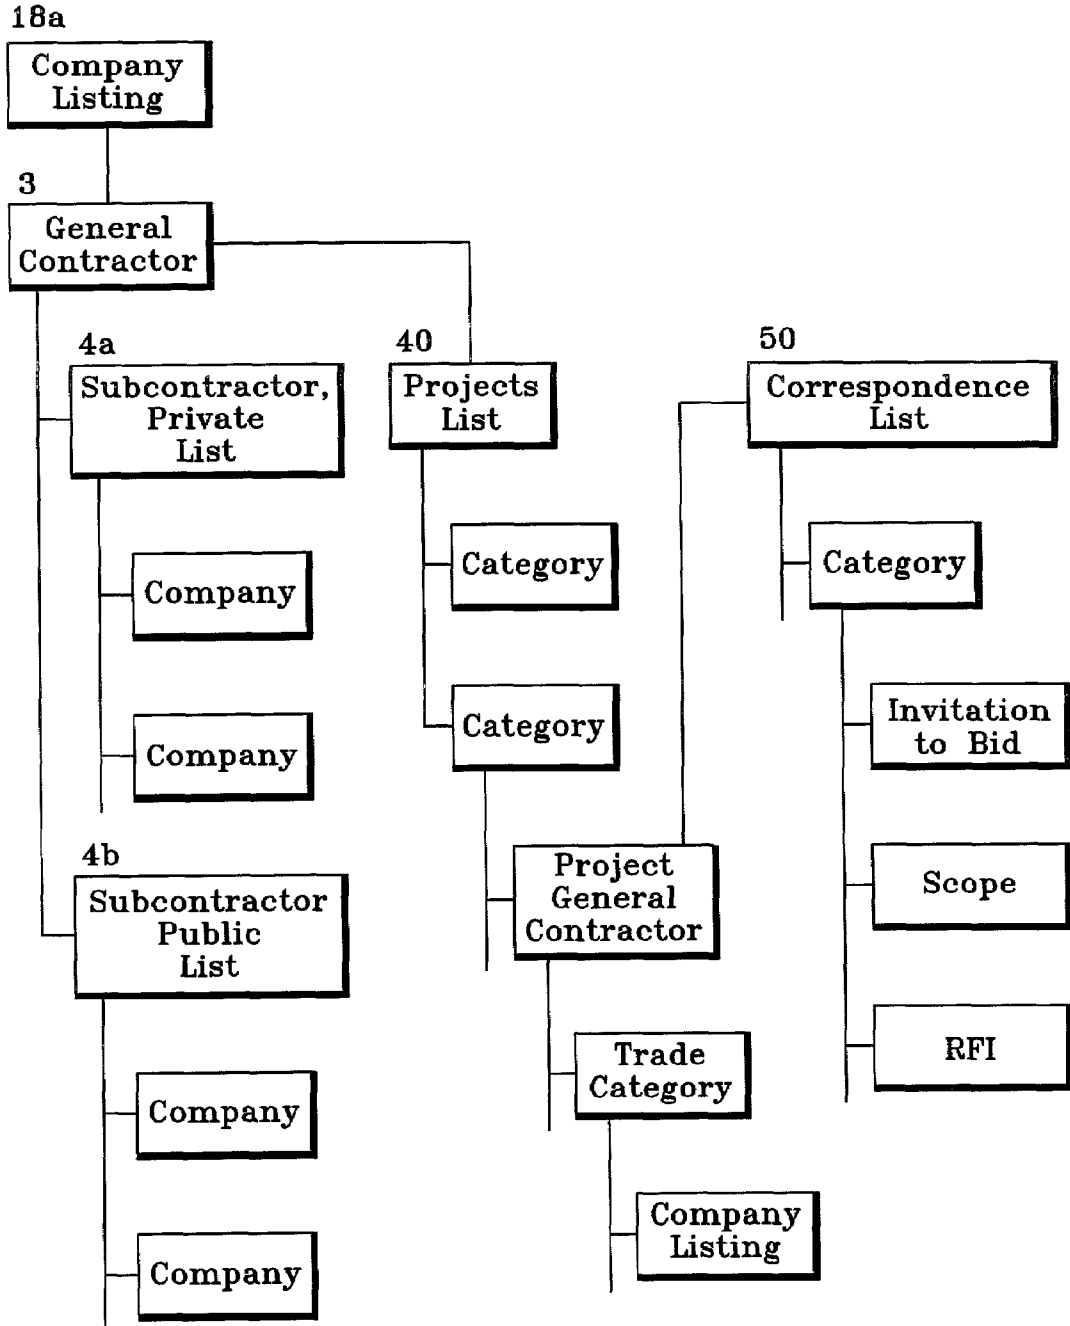 18a
Company
Listing
3
General
Contractor
4a
Subcontractor,
Private
List
Company
Company
4b
Subcontractor
Public
List
Company
Company
40
Projects
List
Category
Category
Project
General
Contractor
Trade
Category
Company
Listing
50
Correspondence
List
Category
Invitation
to Bid
Scope
RFI